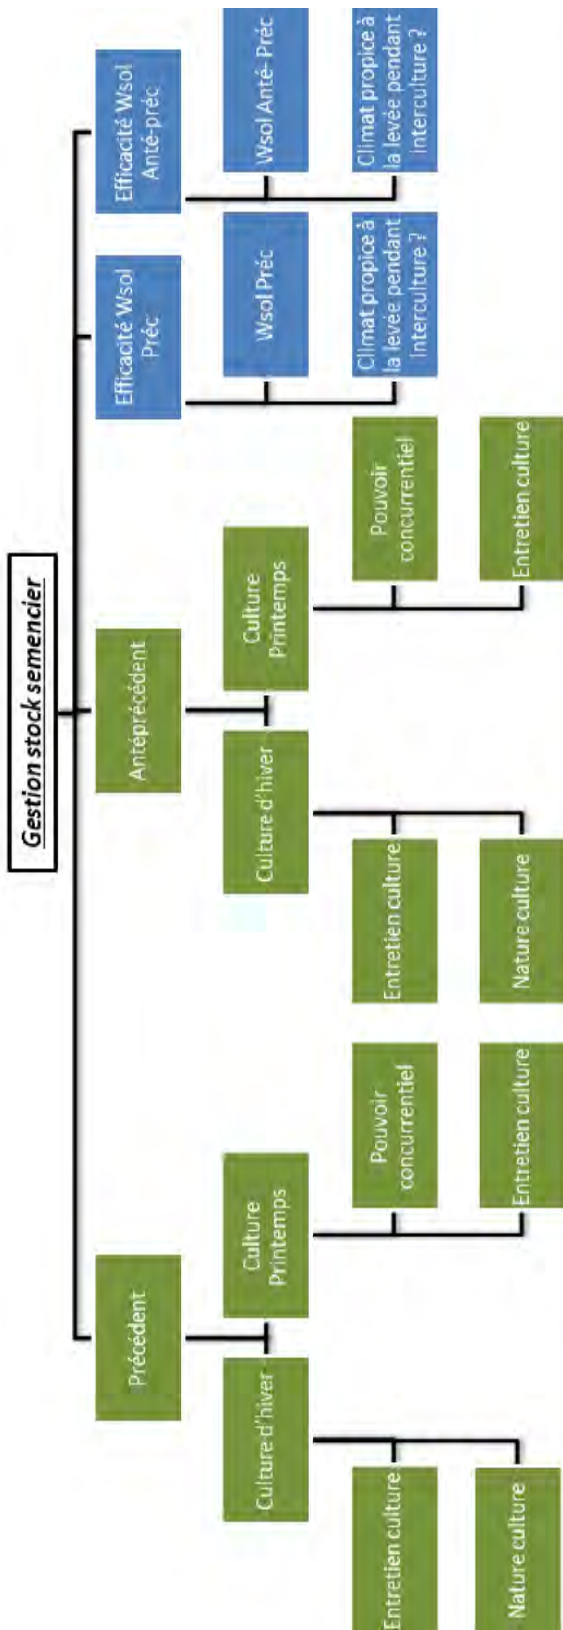 Gestion stock semencier
Précédent
Antéprécédent
Efficacité Wsol
Préc
Efficacité Wsol
Anté-préc
Culture d'hiver
Culture
Printemps
Culture d'hiver
Culture
Printemps
Wsol Préc
Wsol Anté- Préc
Entretien culture
Pouvoir
concurrentiel
Entretien culture
Pouvoir
concurrentiel
Climat propice à
la levée pendant
interculture ?
Climat propice à
la levée pendant
interculture ?
Nature culture
Entretien culture
Nature culture
Entretien culture